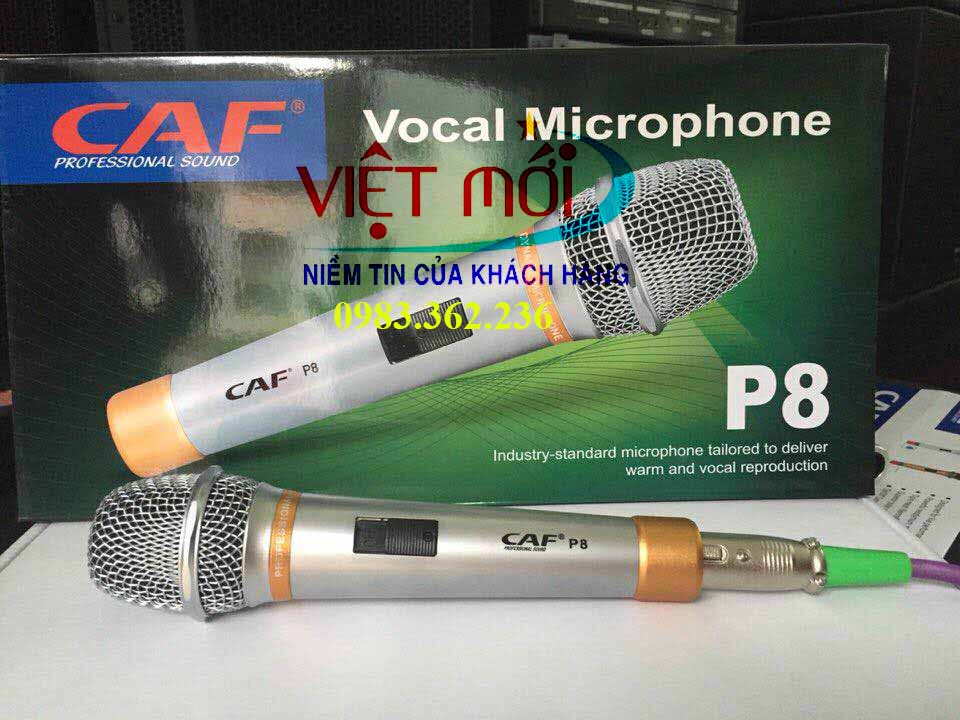 CAF®
PROFESSIONAL SOUND
Vocal Microphone
VIỆT MỚI
NIỀM TIN CỦA KHÁCH HÀNG
0983.362.236
CAF® P8
P8
Industry-standard microphone tailored to deliver
warm and vocal reproduction
PROFESSIONAL
CAF® P8
PROFESSIONAL SOUND